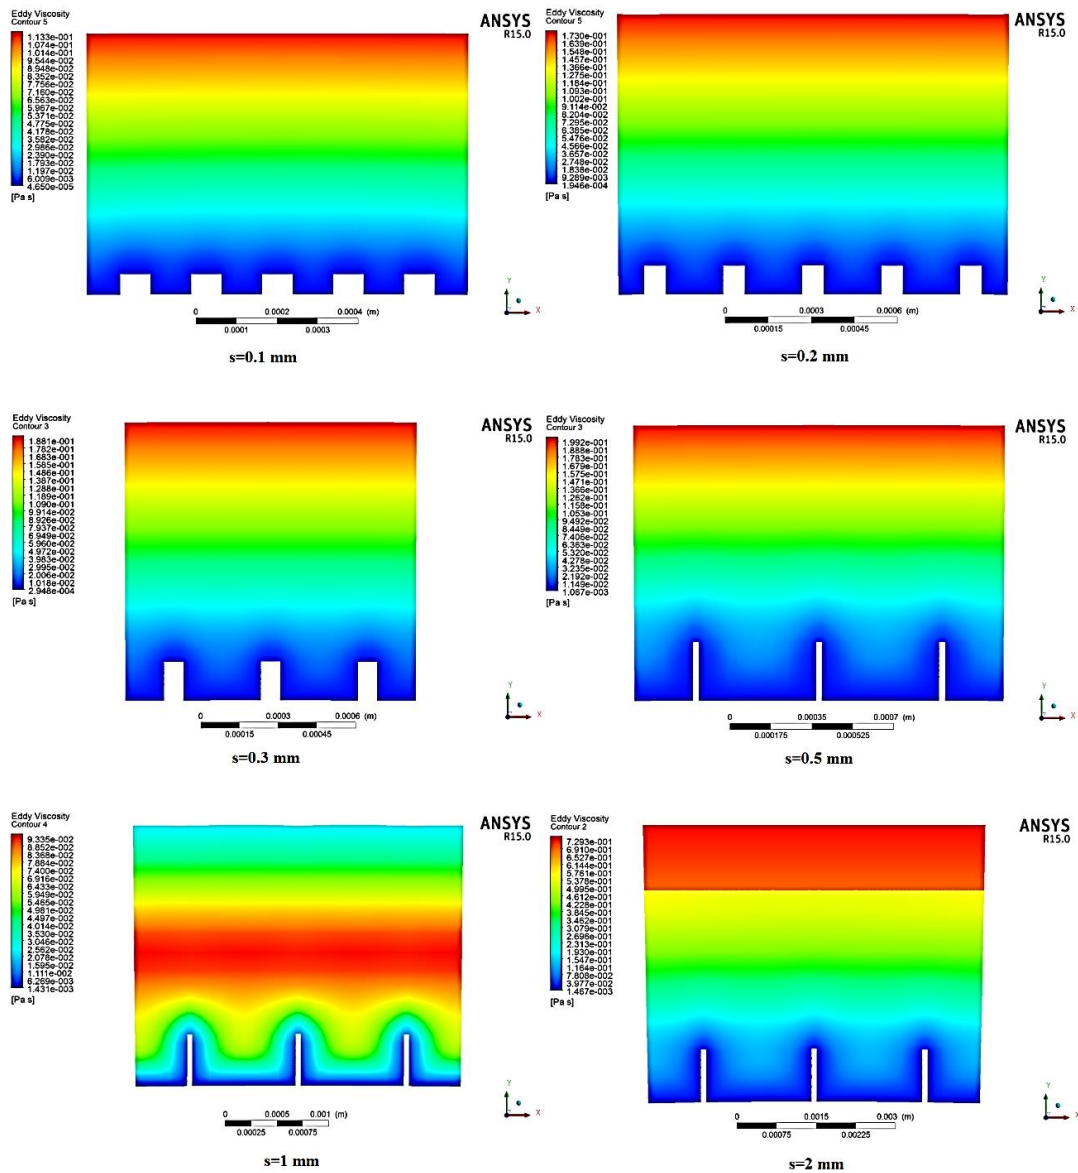 Eddy Viscosity
Contour 5
1.133e-001
1.074e-001
1.014e-001
9.544e-002
8.948e-002
8.352e-002
7.756e-002
7.160e-002
6.563e-002
5.967e-002
5.371e-002
4.775e-002
4.178e-002
3.582e-002
2.986e-002
2.390e-002
1.793e-002
1.197e-002
6.009e-003
4.650e-005
[Pa s]
ANSYS
R15.0
Y
X
0 0.0002 0.0004 (m)
0.0001 0.0003
s=0.1 mm
Eddy Viscosity
Contour 5
1.730e-001
1.639e-001
1.548e-001
1.457e-001
1.366e-001
1.275e-001
1.184e-001
1.093e-001
1.002e-001
9.114e-002
8.204e-002
7.295e-002
6.385e-002
5.476e-002
4.566e-002
3.657e-002
2.748e-002
1.838e-002
9.289e-003
1.946e-004
[Pa s]
ANSYS
R15.0
Y
X
0 0.0003 0.0006 (m)
0.00015 0.00045
s=0.2 mm
Eddy Viscosity
Contour 3
1.881e-001
1.782e-001
1.683e-001
1.585e-001
1.486e-001
1.387e-001
1.288e-001
1.189e-001
1.090e-001
9.914e-002
8.926e-002
7.937e-002
6.949e-002
5.960e-002
4.972e-002
3.983e-002
2.995e-002
2.006e-002
1.018e-002
2.948e-004
[Pa s]
ANSYS
R15.0
Y
X
0 0.0003 0.0006 (m)
0.00015 0.00045
s=0.3 mm
Eddy Viscosity
Contour 3
1.992e-001
1.888e-001
1.783e-001
1.679e-001
1.575e-001
1.471e-001
1.366e-001
1.262e-001
1.158e-001
1.053e-001
9.492e-002
8.449e-002
7.406e-002
6.363e-002
5.320e-002
4.278e-002
3.235e-002
2.192e-002
1.149e-002
1.067e-003
[Pa s]
ANSYS
R15.0
Y
X
0 0.00035 0.0007 (m)
0.000175 0.000525
s=0.5 mm
Eddy Viscosity
Contour 4
9.335e-002
8.852e-002
8.368e-002
7.884e-002
7.400e-002
6.916e-002
6.433e-002
5.949e-002
5.465e-002
4.981e-002
4.497e-002
4.014e-002
3.530e-002
3.046e-002
2.562e-002
2.078e-002
1.595e-002
1.111e-002
6.269e-003
1.431e-003
[Pa s]
ANSYS
R15.0
Y
X
0 0.0005 0.001 (m)
0.00025 0.00075
s=1 mm
Eddy Viscosity
Contour 2
7.293e-001
6.910e-001
6.527e-001
6.144e-001
5.761e-001
5.378e-001
4.995e-001
4.612e-001
4.228e-001
3.845e-001
3.462e-001
3.079e-001
2.696e-001
2.313e-001
1.930e-001
1.547e-001
1.164e-001
7.808e-002
3.977e-002
1.467e-003
[Pa s]
ANSYS
R15.0
Y
X
0 0.0015 0.003 (m)
0.00075 0.00225
s=2 mm